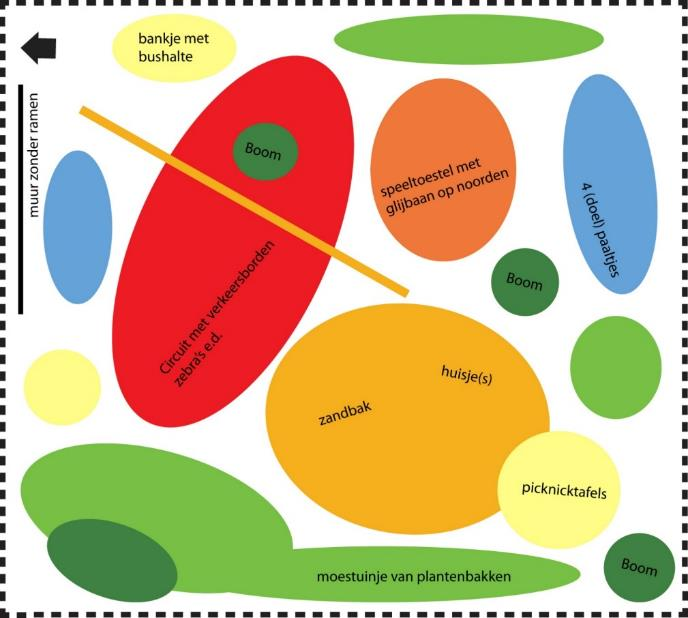 bankje met
bushalte
muur zonder ramen
Boom
speeltoestel met
glijbaan op noorden
4 (doel) paaltjes
Circuit met verkeersborden
zebra's e.d.
Boom
huisje(s)
zandbak
picknicktafels
moestuinje van plantenbakken
Boom